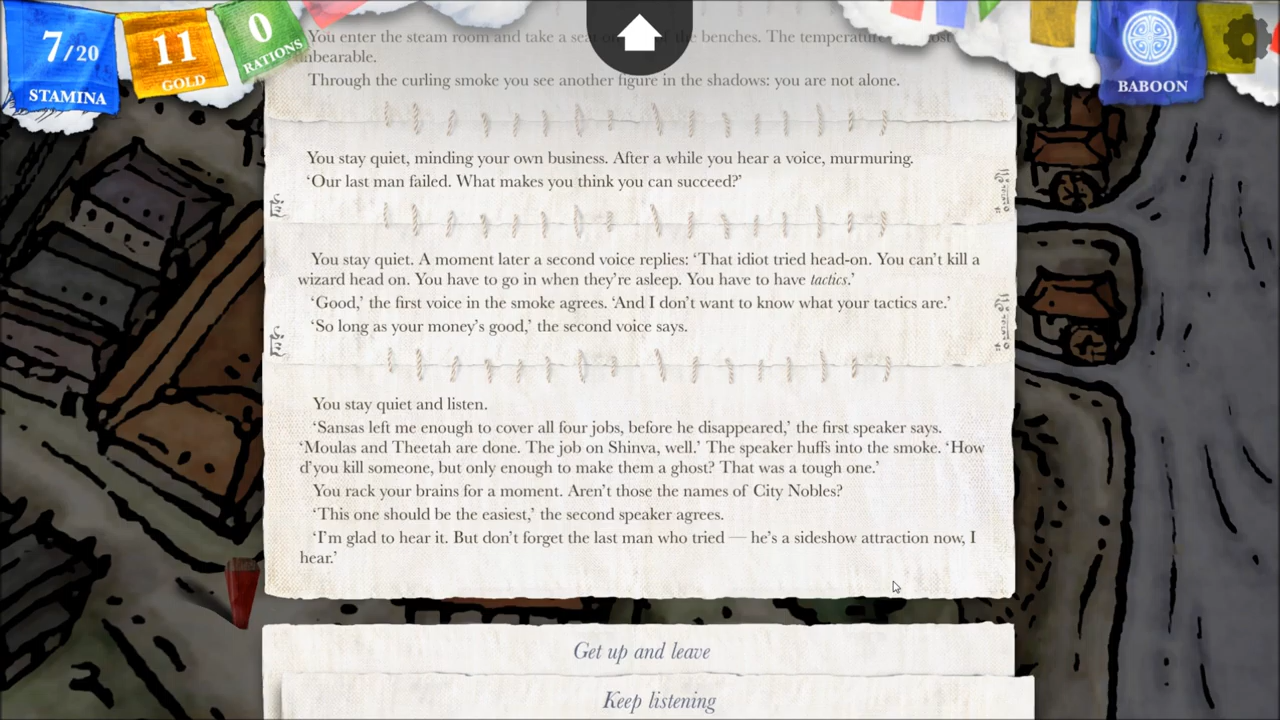 7/20
STAMINA
11
GOLD
0
RATIONS
BABOON
You enter the steam room and take a seat on of the benches. The temperature
unbearable.
Through the curling smoke you see another figure in the shadows: you are not alone.
You stay quiet, minding your own business. After a while you hear a voice, murmuring.
‘Our last man failed. What makes you think you can succeed?’
You stay quiet. A moment later a second voice replies: ‘That idiot tried head-on. You can’t kill a
wizard head on. You have to go in when they’re asleep. You have to have tactics.’
‘Good,’ the first voice in the smoke agrees. ‘And I don’t want to know what your tactics are.’
‘So long as your money’s good,’ the second voice says.
You stay quiet and listen.
‘Sansas left me enough to cover all four jobs, before he disappeared,’ the first speaker says.
‘Moulas and Theetah are done. The job on Shinva, well.’ The speaker huffs into the smoke. ‘How
d’you kill someone, but only enough to make them a ghost? That was a tough one.’
You rack your brains for a moment. Aren’t those the names of City Nobles?
‘This one should be the easiest,’ the second speaker agrees.
‘I’m glad to hear it. But don’t forget the last man who tried — he’s a sideshow attraction now, I
hear.’
Get up and leave
Keep listening